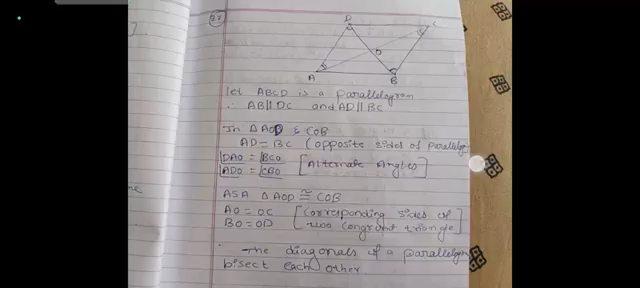 27
D C
O
A B
let ABCD is a parallelogram
∴ AB||DC and AD||BC
In Δ AOD & COB
AD = BC (opposite sides of parallelog
∠DAO = ∠BCO [Alternate Angles]
∠ADO = ∠CBO
ASA Δ AOD ≅ COB
AO = OC [Corresponding sides of
BO = OD two congruent triangle]
The diagonals of a parallelogram
bisect each other.